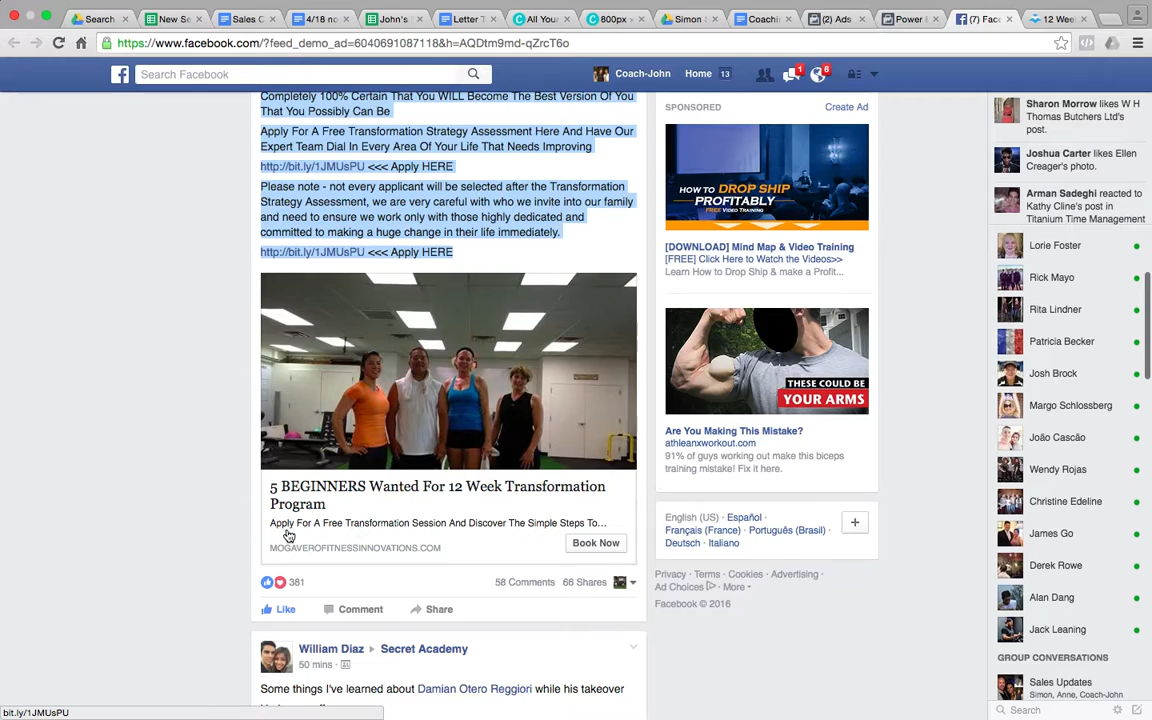 Search
New Se
Sales C
4/18 no
John's
Letter T
All Your
800px ×
Simon &
Coachin
(2) Ads
Power
(7) Face
12 Wee
https://www.facebook.com/?feed_demo_ad=6040691087118&h=AQDtm9md-qZrcT6o
Search Facebook
Coach-John
Home 13
1
6
Completely 100% Certain That You WILL Become The Best Version Of You
That You Possibly Can Be
Apply For A Free Transformation Strategy Assessment Here And Have Our
Expert Team Dial In Every Area Of Your Life That Needs Improving
http://bit.ly/1JMUsPU <<< Apply HERE
Please note - not every applicant will be selected after the Transformation
Strategy Assessment, we are very careful with who we invite into our family
and need to ensure we work only with those highly dedicated and
committed to making a huge change in their life immediately.
http://bit.ly/1JMUsPU <<< Apply HERE
5 BEGINNERS Wanted For 12 Week Transformation
Program
Apply For A Free Transformation Session And Discover The Simple Steps To...
MOGAVEROFITNESSINNOVATIONS.COM
Book Now
381
58 Comments 66 Shares
Like Comment Share
William Diaz ▸ Secret Academy
50 mins ·
Some things I've learned about Damian Otero Reggiori while his takeover
bit.ly/1JMUsPU
SPONSORED
Create Ad
HOW TO DROP SHIP
PROFITABLY FREE VIDEO TRAINING
[DOWNLOAD] Mind Map & Video Training
[FREE] Click Here to Watch the Videos>>
Learn How to Drop Ship & make a Profit...
THESE COULD BE
YOUR ARMS
Are You Making This Mistake?
athleanxworkout.com
91% of guys working out make this biceps
training mistake! Fix it here.
English (US) · Español ·
Français (France) · Português (Brasil) ·
Deutsch · Italiano
Privacy · Terms · Cookies · Advertising ·
Ad Choices · More
Facebook © 2016
Sharon Morrow likes W H
Thomas Butchers Ltd's
post.
Joshua Carter likes Ellen
Creager's photo.
Arman Sadeghi reacted to
Kathy Cline's post in
Titanium Time Management
Lorie Foster
Rick Mayo
Rita Lindner
Patricia Becker
Josh Brock
Margo Schlossberg
João Cascão
Wendy Rojas
Christine Edeline
James Go
Derek Rowe
Alan Dang
Jack Leaning
GROUP CONVERSATIONS
Sales Updates
Simon, Anne, Coach-John
Search